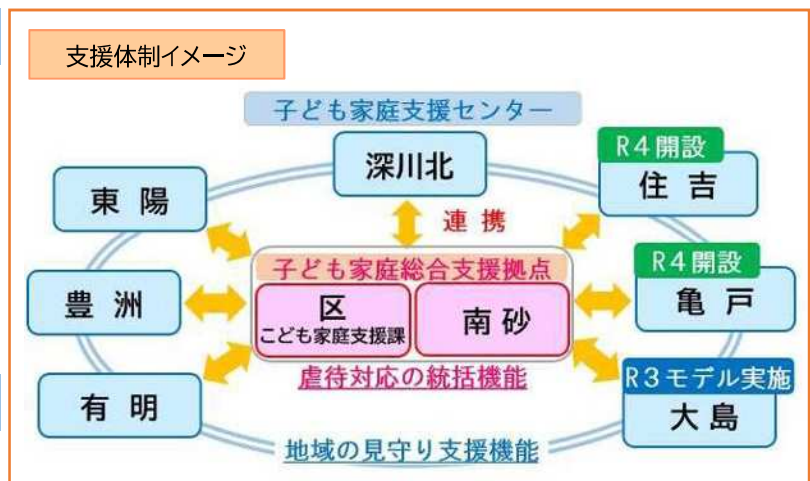 支援体制イメージ
子ども家庭支援センター
深川北
R4開設
住吉
東陽
連携
子ども家庭総合支援拠点
R4開設
亀戸
豊洲
区
こども家庭支援課
南砂
虐待対応の統括機能
R3モデル実施
大島
有明
地域の見守り支援機能